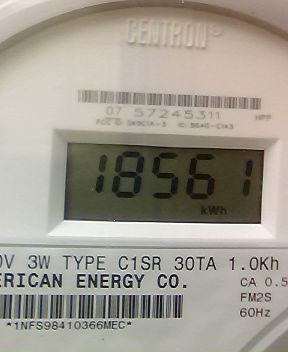 CENTRON®
07 57245311
HPP
18561
kWh
0V 3W TYPE C1SR 30TA 1.0Kh
ERICAN ENERGY CO.
CA 0.5
FM2S
60Hz
*1NFS98410366MEC*